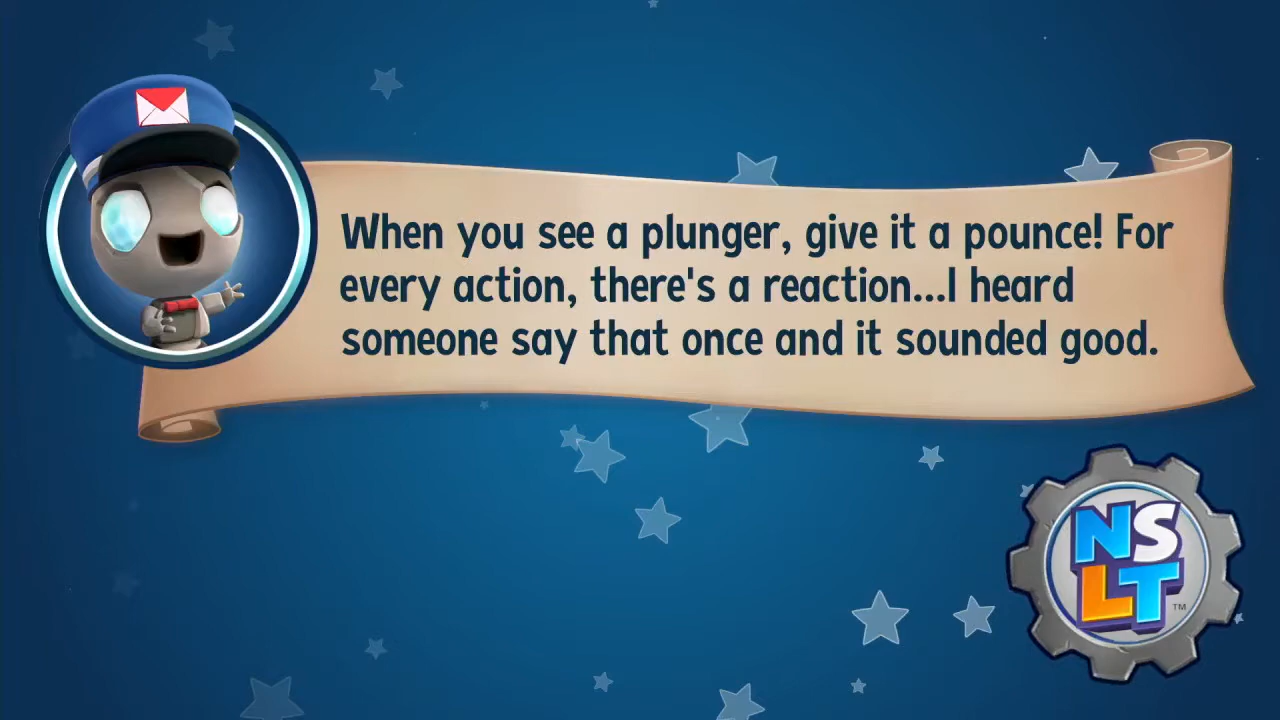 When you see a plunger, give it a pounce! For
every action, there's a reaction...I heard
someone say that once and it sounded good.
NS
LT
TM